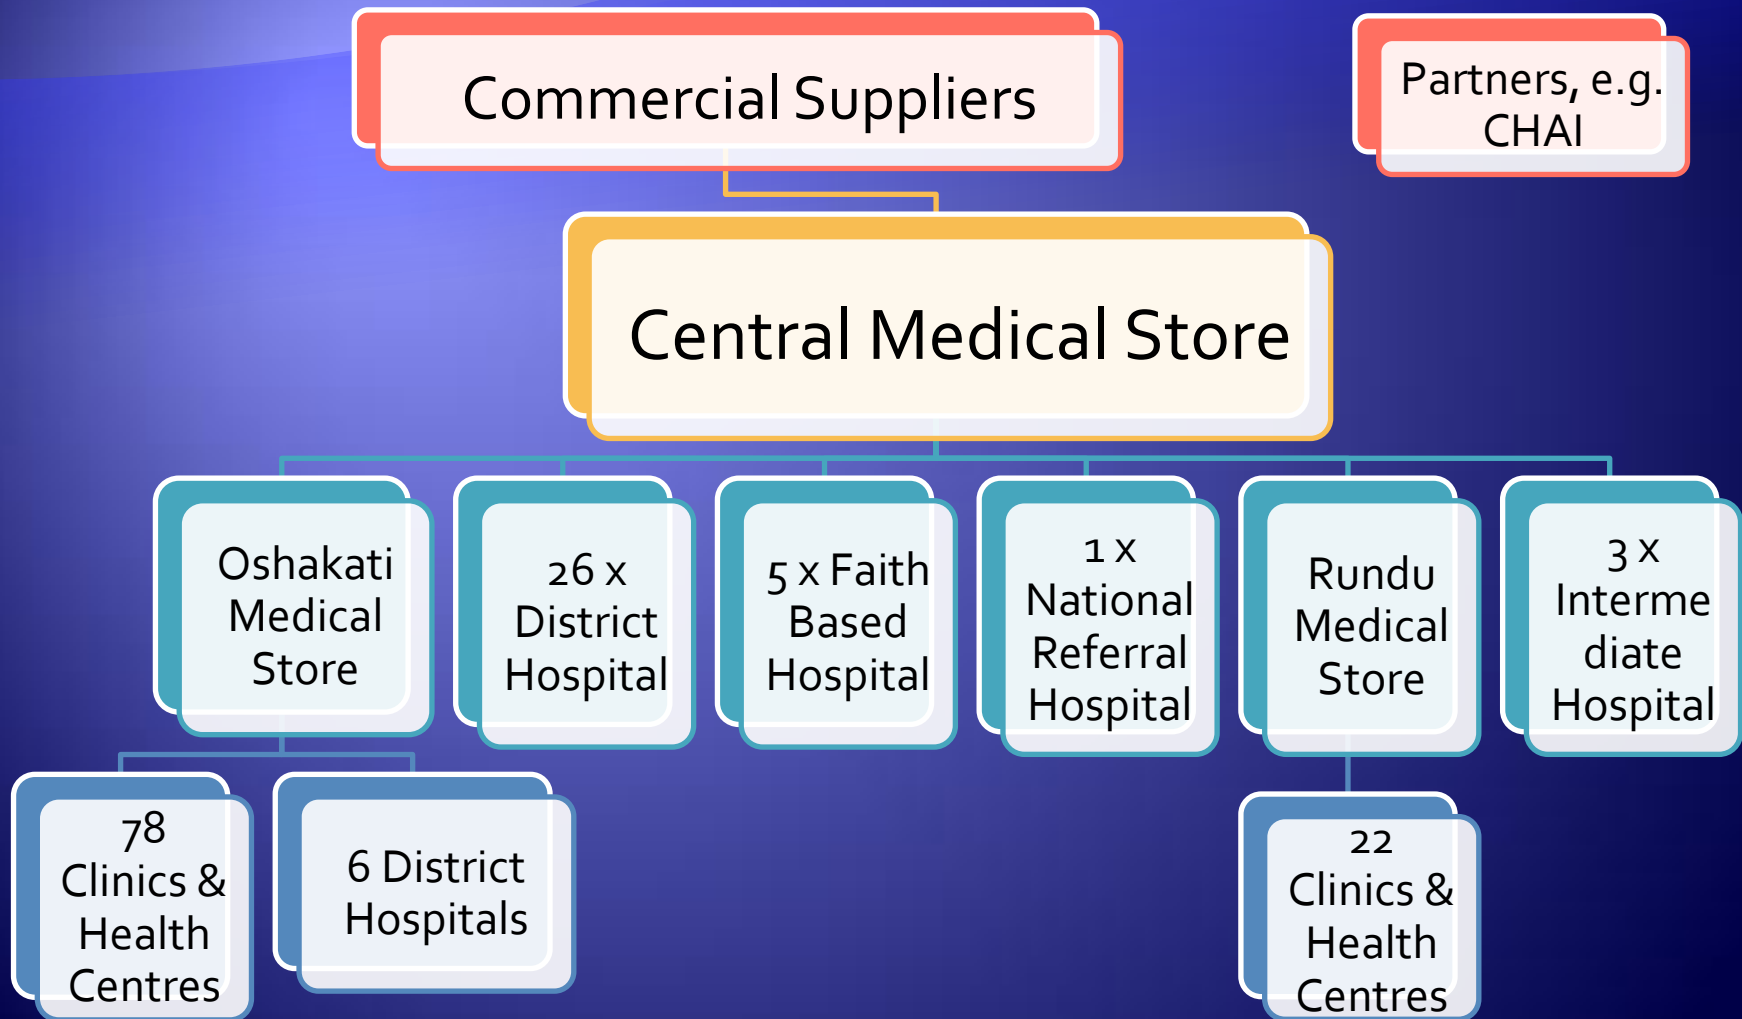 Commercial Suppliers
Partners, e.g.
CHAI
Central Medical Store
Oshakati
Medical
Store
26 x
District
Hospital
5 x Faith
Based
Hospital
1 x
National
Referral
Hospital
Rundu
Medical
Store
3 x
Interme
diate
Hospital
78
Clinics &
Health
Centres
6 District
Hospitals
22
Clinics &
Health
Centres